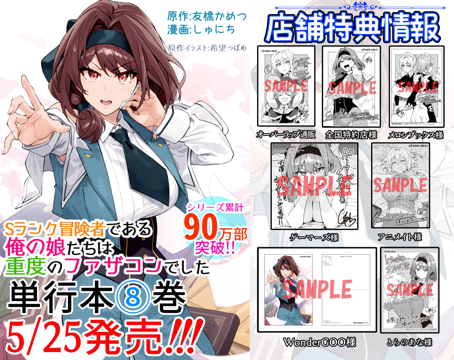 原作:友橋かめつ
漫画:しゅにち
原作イラスト:希望つばめ
Sランク冒険者である
俺の娘たちは
重度のファザコンでした
シリーズ累計
90万部
突破!!
単行本⑧巻
5/25発売!!!
店舗特典情報
SAMPLE
SAMPLE
SAMPLE
オーバーラップ通販
全国特約店様
メロンブックス様
SAMPLE
SAMPLE
ゲーマーズ様
アニメイト様
SAMPLE
SAMPLE
WonderGOO様
とらのあな様